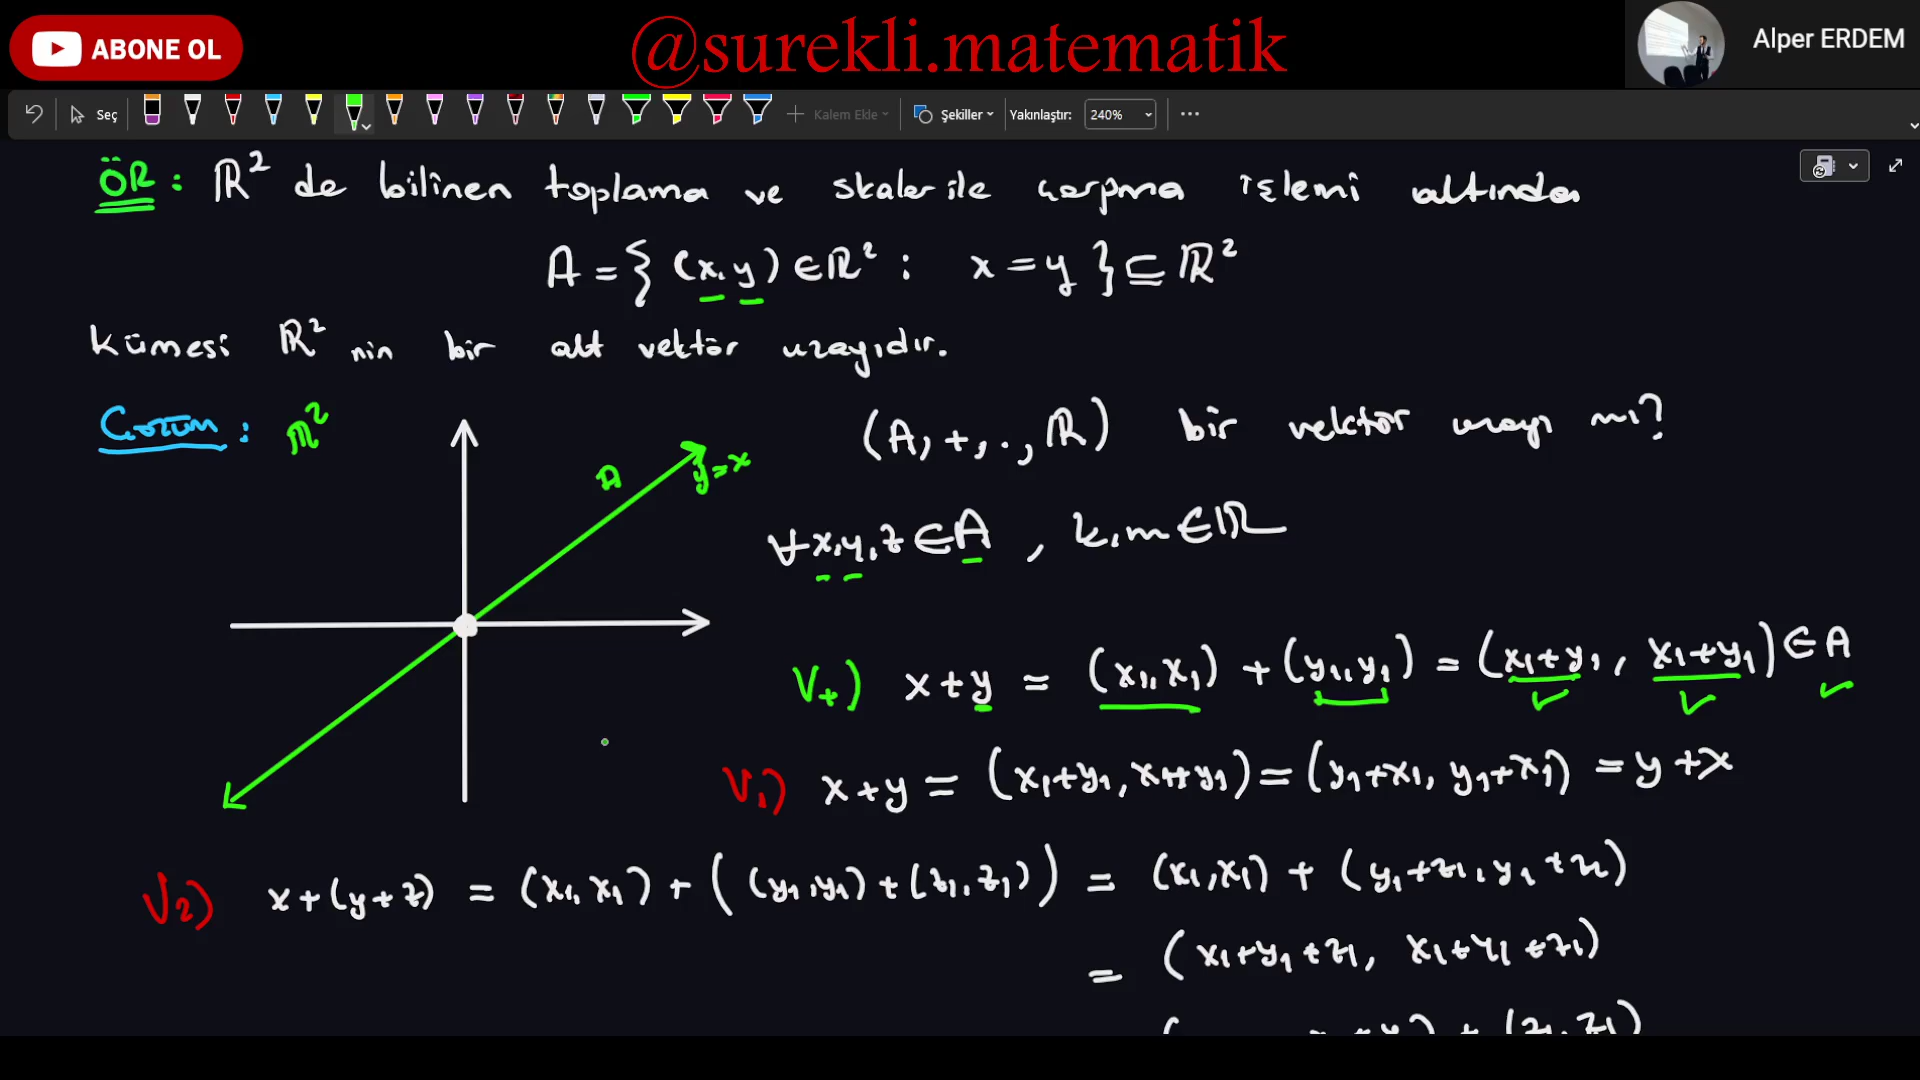 ABONE OL
@surekli.matematik
Alper ERDEM
Seç
Kalem Ekle
Şekiller
Yakınlaştır:
240%
ÖR: ℝ² de bilinen toplama ve skaler ile çarpma işlemi altında
A = { (x,y) ∈ ℝ² : x = y } ⊆ ℝ²
kümesi ℝ² nin bir alt vektör uzayıdır.
Çözüm: ℝ²
(A, +, ., ℝ) bir vektör uzayı mı?
A
y=x
∀x,y,z ∈ A , k,m ∈ ℝ
V₊) x+y = (x₁,x₁) + (y₁,y₁) = (x₁+y₁, x₁+y₁) ∈ A
V₁) x+y = (x₁+y₁, x₁+y₁) = (y₁+x₁, y₁+x₁) = y+x
V₂) x+(y+z) = (x₁,x₁) + ((y₁,y₁)+(z₁,z₁)) = (x₁,x₁) + (y₁+z₁, y₁+z₁)
= (x₁+y₁+z₁, x₁+y₁+z₁)
+ (z₁,z₁)